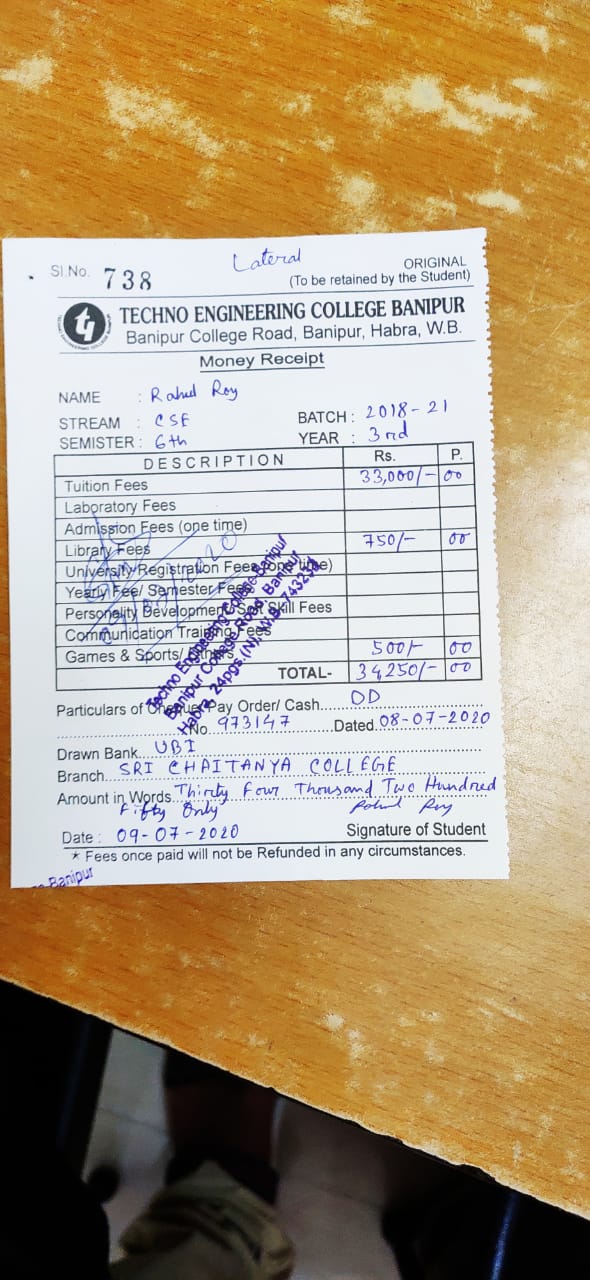 Lateral
Sl.No. 738
ORIGINAL
(To be retained by the Student)
TECHNO ENGINEERING COLLEGE BANIPUR
Banipur College Road, Banipur, Habra, W.B.
Money Receipt
NAME : Rahul Roy
STREAM : CSE BATCH : 2018-21
SEMISTER : 6th YEAR : 3rd
DESCRIPTION Rs. P.
Tuition Fees 33,000/- 00
Laboratory Fees
Admission Fees (one time)
Library Fees 750/- 00
University Registration Fees (one time)
Yearly Fee/ Semester Fees
Personality Development/ Soft Skill Fees
Communication Training Fees
Games & Sports/ Others 500/- 00
TOTAL- 34250/- 00
Techno Engineering College Banipur
Banipur College Road, Banipur
Habra, 24pgs.(N), W.B.-743233
Particulars of Cheque/ Pay Order/ Cash DD
No. 973147 Dated 08-07-2020
Drawn Bank UBI
Branch SRI CHAITANYA COLLEGE
Amount in Words Thirty Four Thousand Two Hundred
Fifty Only Rahul Roy
Date : 09-07-2020 Signature of Student
* Fees once paid will not be Refunded in any circumstances.
Banipur